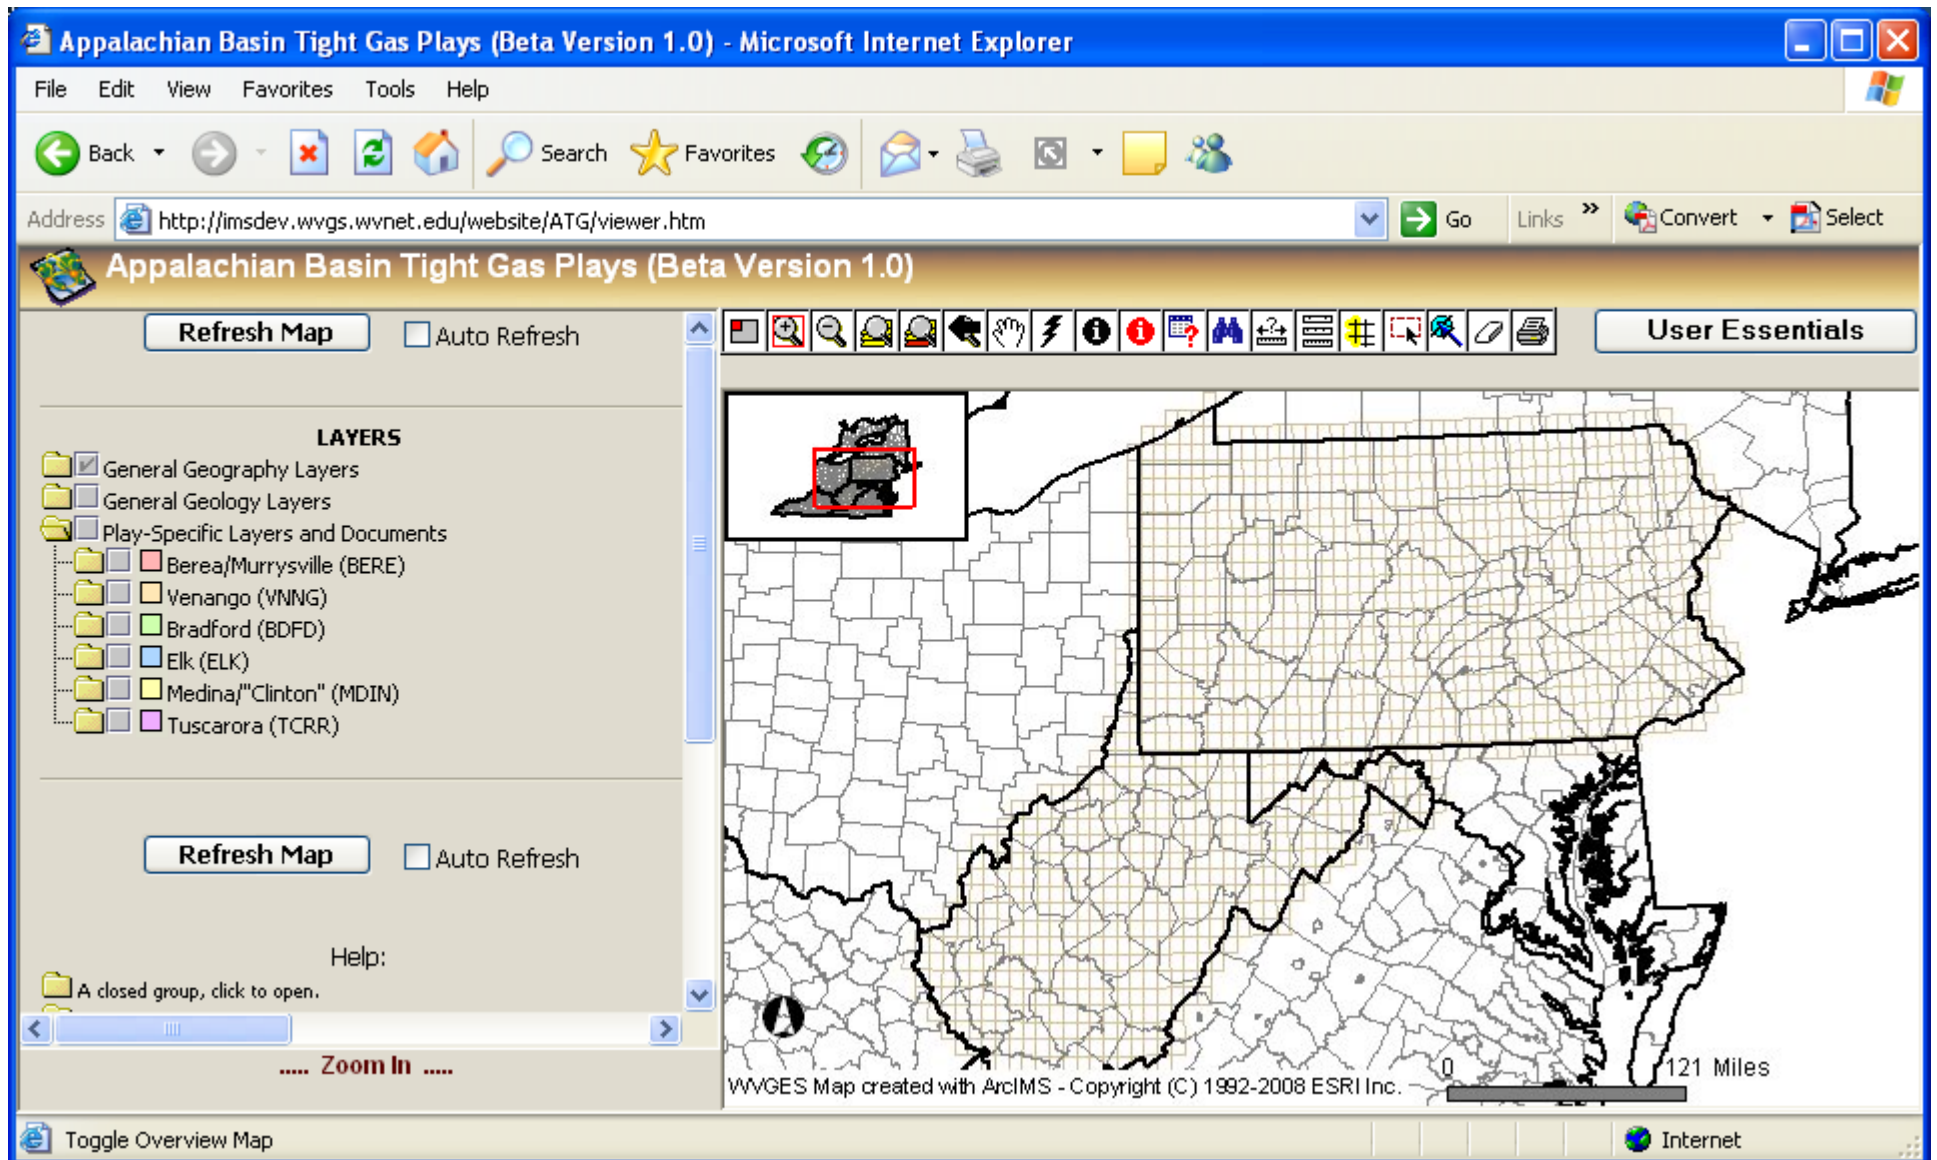 Appalachian Basin Tight Gas Plays (Beta Version 1.0) - Microsoft Internet Explorer
File Edit View Favorites Tools Help
Back Search Favorites
Address http://imsdev.wvgs.wvnet.edu/website/ATG/viewer.htm Go Links » Convert Select
Appalachian Basin Tight Gas Plays (Beta Version 1.0)
Refresh Map Auto Refresh User Essentials
LAYERS
General Geography Layers
General Geology Layers
Play-Specific Layers and Documents
Berea/Murrysville (BERE)
Venango (VNNG)
Bradford (BDFD)
Elk (ELK)
Medina/"Clinton" (MDIN)
Tuscarora (TCRR)
Refresh Map Auto Refresh
Help:
A closed group, click to open.
..... Zoom In .....
0 121 Miles
WVGES Map created with ArcIMS - Copyright (C) 1992-2008 ESRI Inc.
Toggle Overview Map Internet